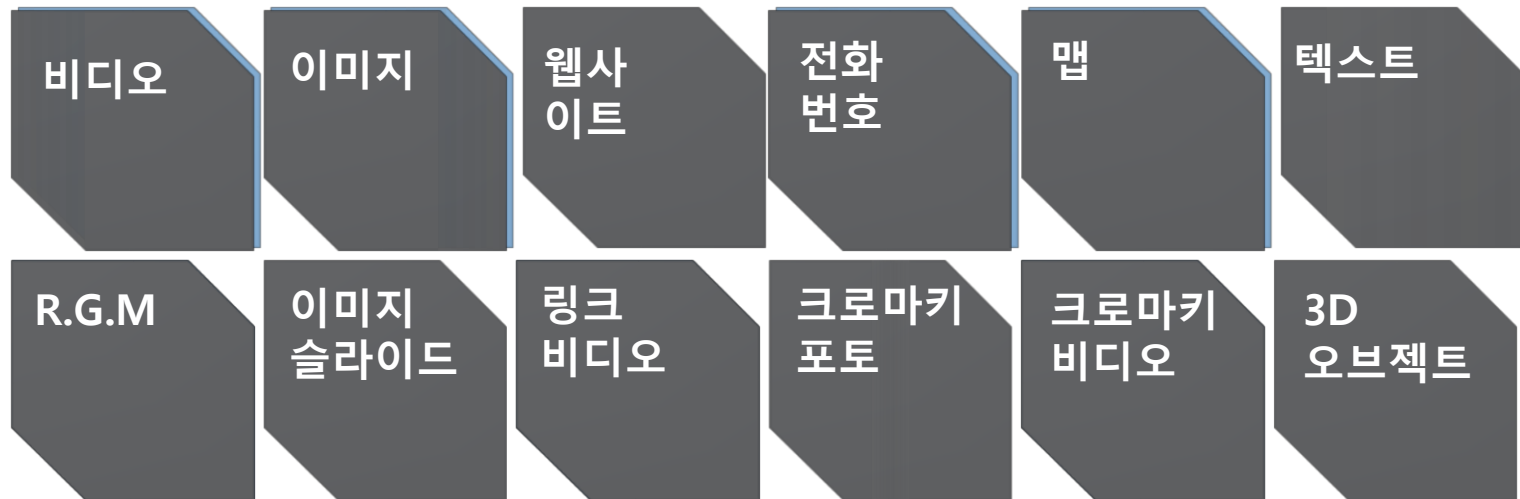 비디오
이미지
웹사
이트
전화
번호
맵
텍스트
R.G.M
이미지
슬라이드
링크
비디오
크로마키
포토
크로마키
비디오
3D
오브젝트